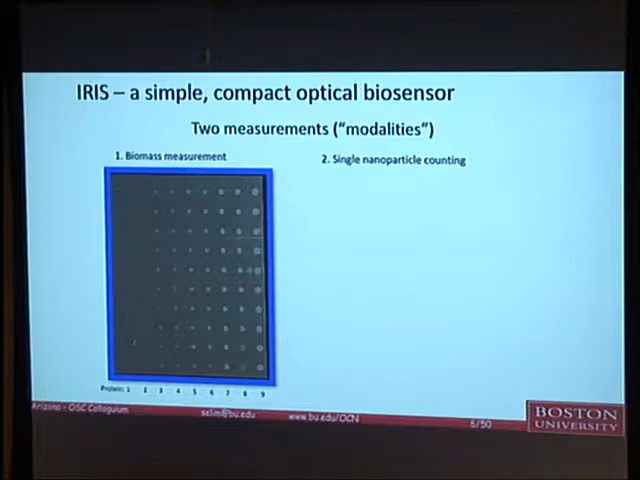 IRIS – a simple, compact optical biosensor
Two measurements ("modalities")
1. Biomass measurement
2. Single nanoparticle counting
Protein: 1 2 3 4 5 6 7 8 9
Arizona - OSC Colloquium
selim@bu.edu
www.bu.edu/OCN
6/50
BOSTON
UNIVERSITY